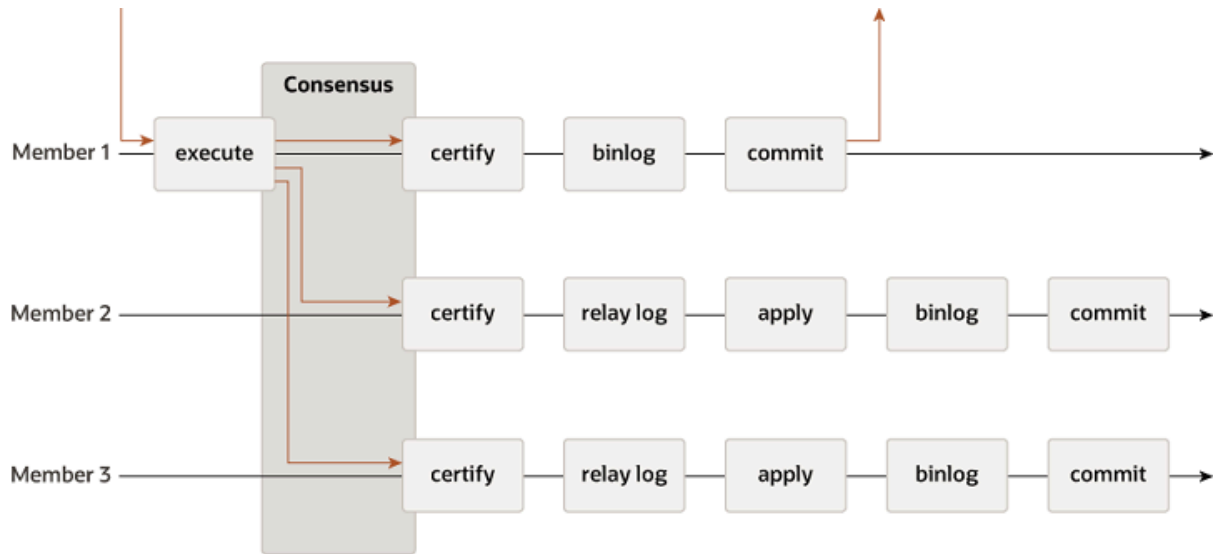 Consensus
Member 1 execute certify binlog commit
Member 2 certify relay log apply binlog commit
Member 3 certify relay log apply binlog commit